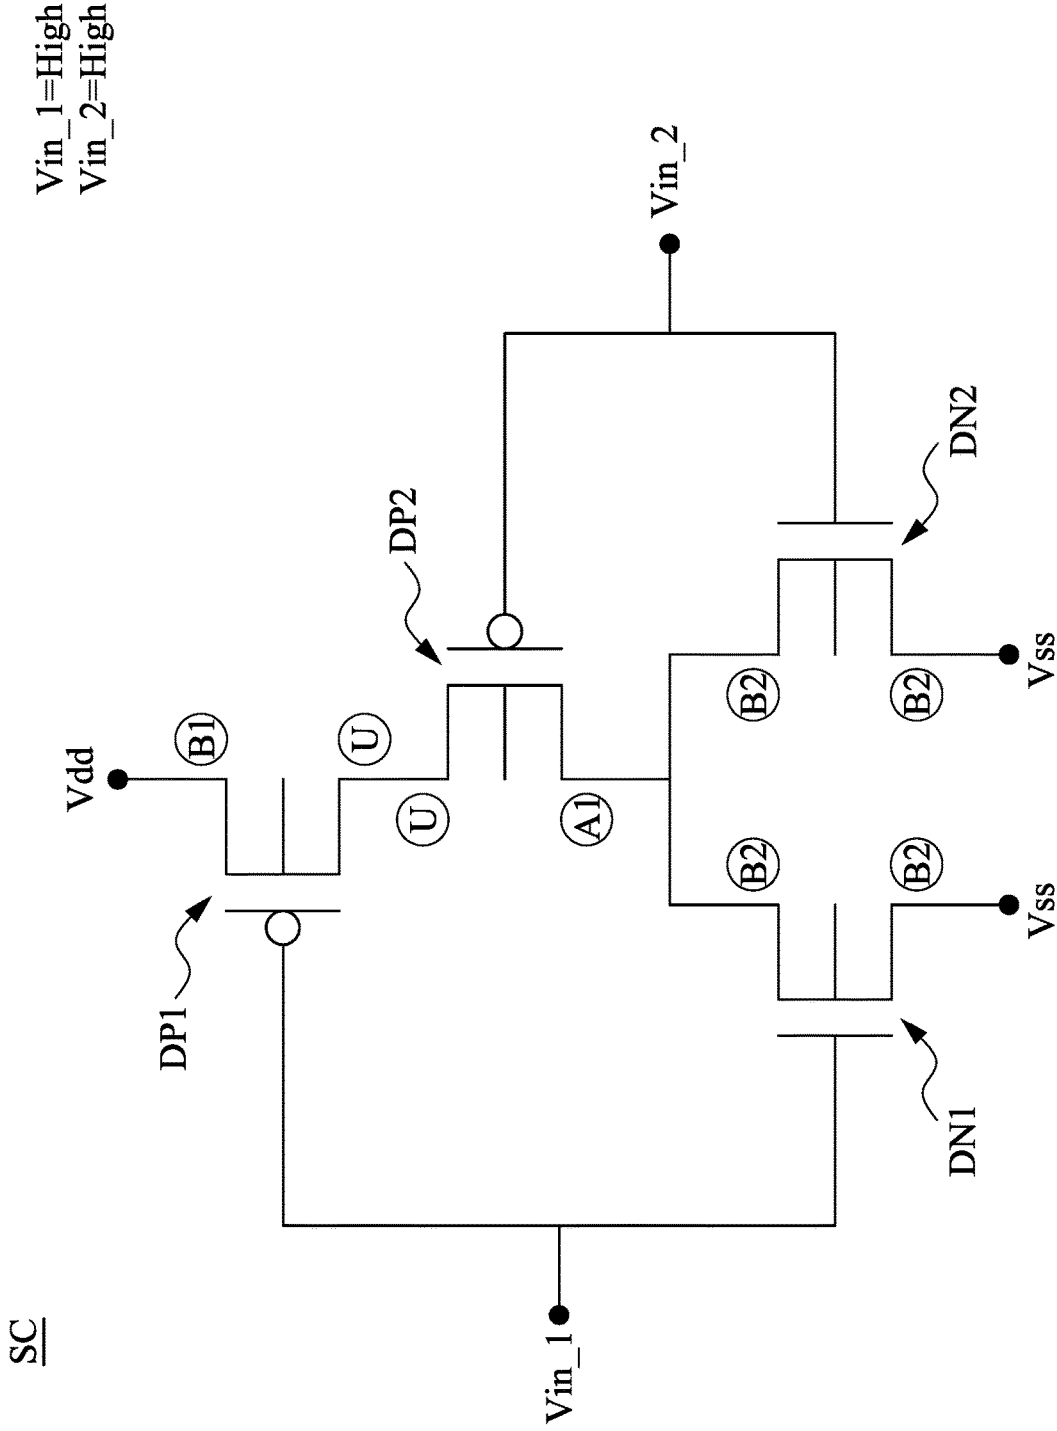 SC
Vin_1=High
Vin_2=High
Vdd
B1
DP1
U
DP2
U
A1
Vin_1
Vin_2
B2
B2
DN1
DN2
B2
B2
Vss
Vss